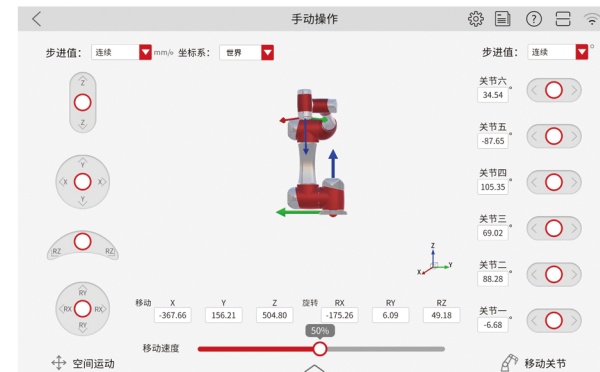 手动操作
步进值： 连续 mm/° 坐标系： 世界
步进值： 连续 °
Z
Z
Y
X X
Y
RZ RZ
RY
RX RX
RY
Z
X Y
关节六
34.54 °
关节五
-87.65 °
关节四
105.35 °
关节三
69.02 °
关节二
88.28 °
关节一
-6.68 °
移动 X Y Z 旋转 RX RY RZ
-367.66 156.21 504.80 -175.26 6.09 49.18
50%
移动速度
空间运动
移动关节